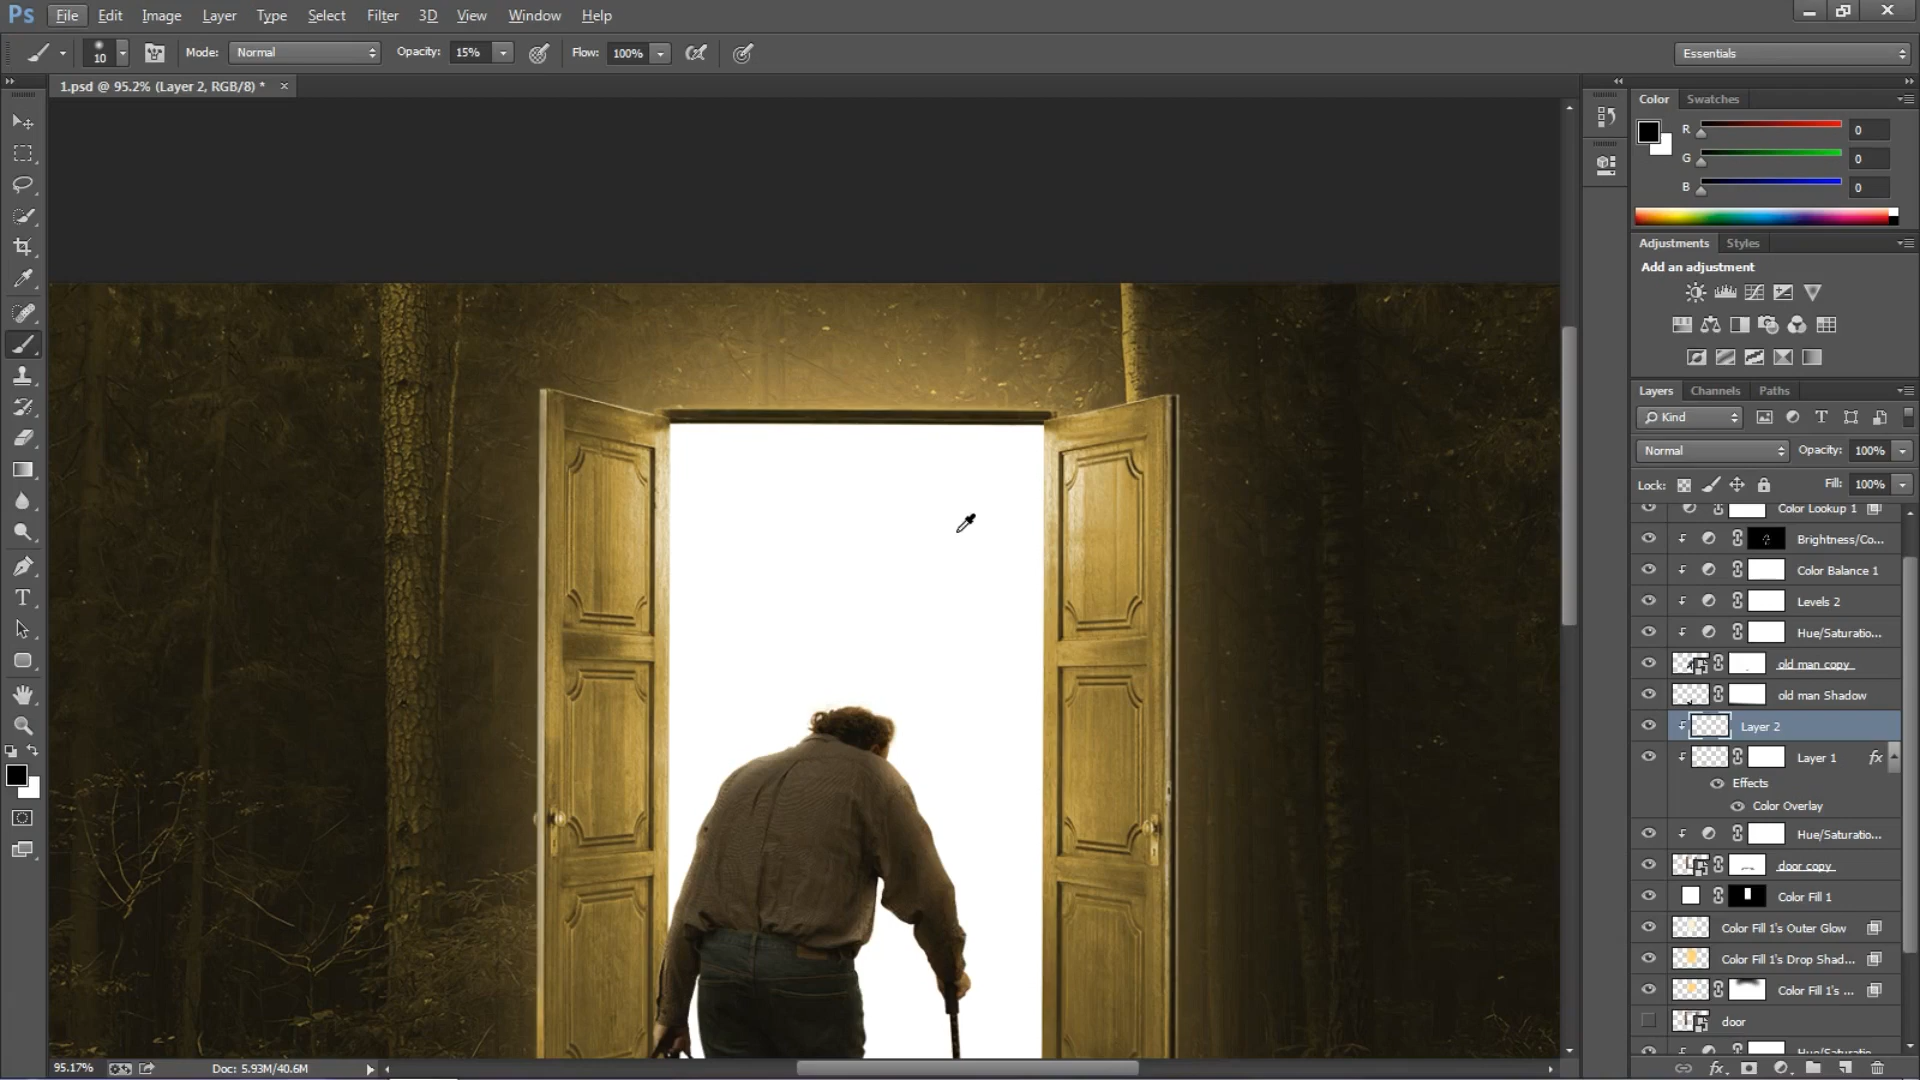 Ps File Edit Image Layer Type Select Filter 3D View Window Help
10 Mode: Normal Opacity: 15% Flow: 100% Essentials
1.psd @ 95.2% (Layer 2, RGB/8) * ×
Color Swatches
R 0
G 0
B 0
Adjustments Styles
Add an adjustment
Layers Channels Paths
Kind
Normal Opacity: 100%
Lock: Fill: 100%
Color Lookup 1
Brightness/Co...
Color Balance 1
Levels 2
Hue/Saturatio...
old man copy
old man Shadow
Layer 2
Layer 1 fx
Effects
Color Overlay
Hue/Saturatio...
door copy
Color Fill 1
Color Fill 1's Outer Glow
Color Fill 1's Drop Shad...
Color Fill 1's ...
door
Hue/Saturatio...
95.17% Doc: 5.93M/40.6M
fx